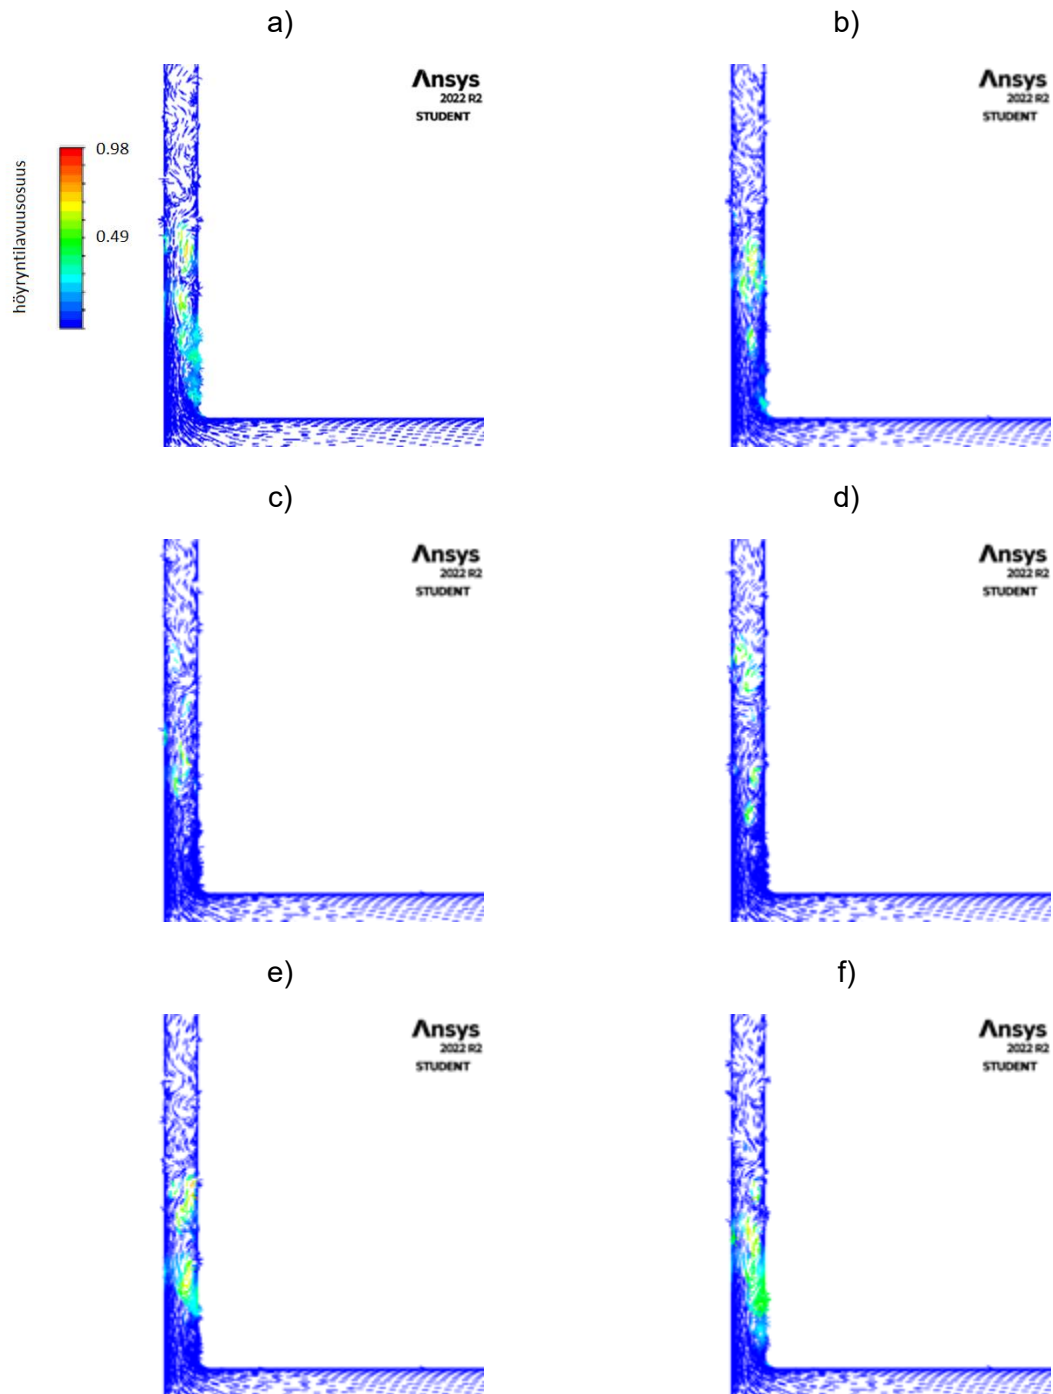 a)
b)
Ansys
2022 R2
STUDENT
Ansys
2022 R2
STUDENT
höyryntilavuusosuus
0.98
0.49
c)
d)
Ansys
2022 R2
STUDENT
Ansys
2022 R2
STUDENT
e)
f)
Ansys
2022 R2
STUDENT
Ansys
2022 R2
STUDENT